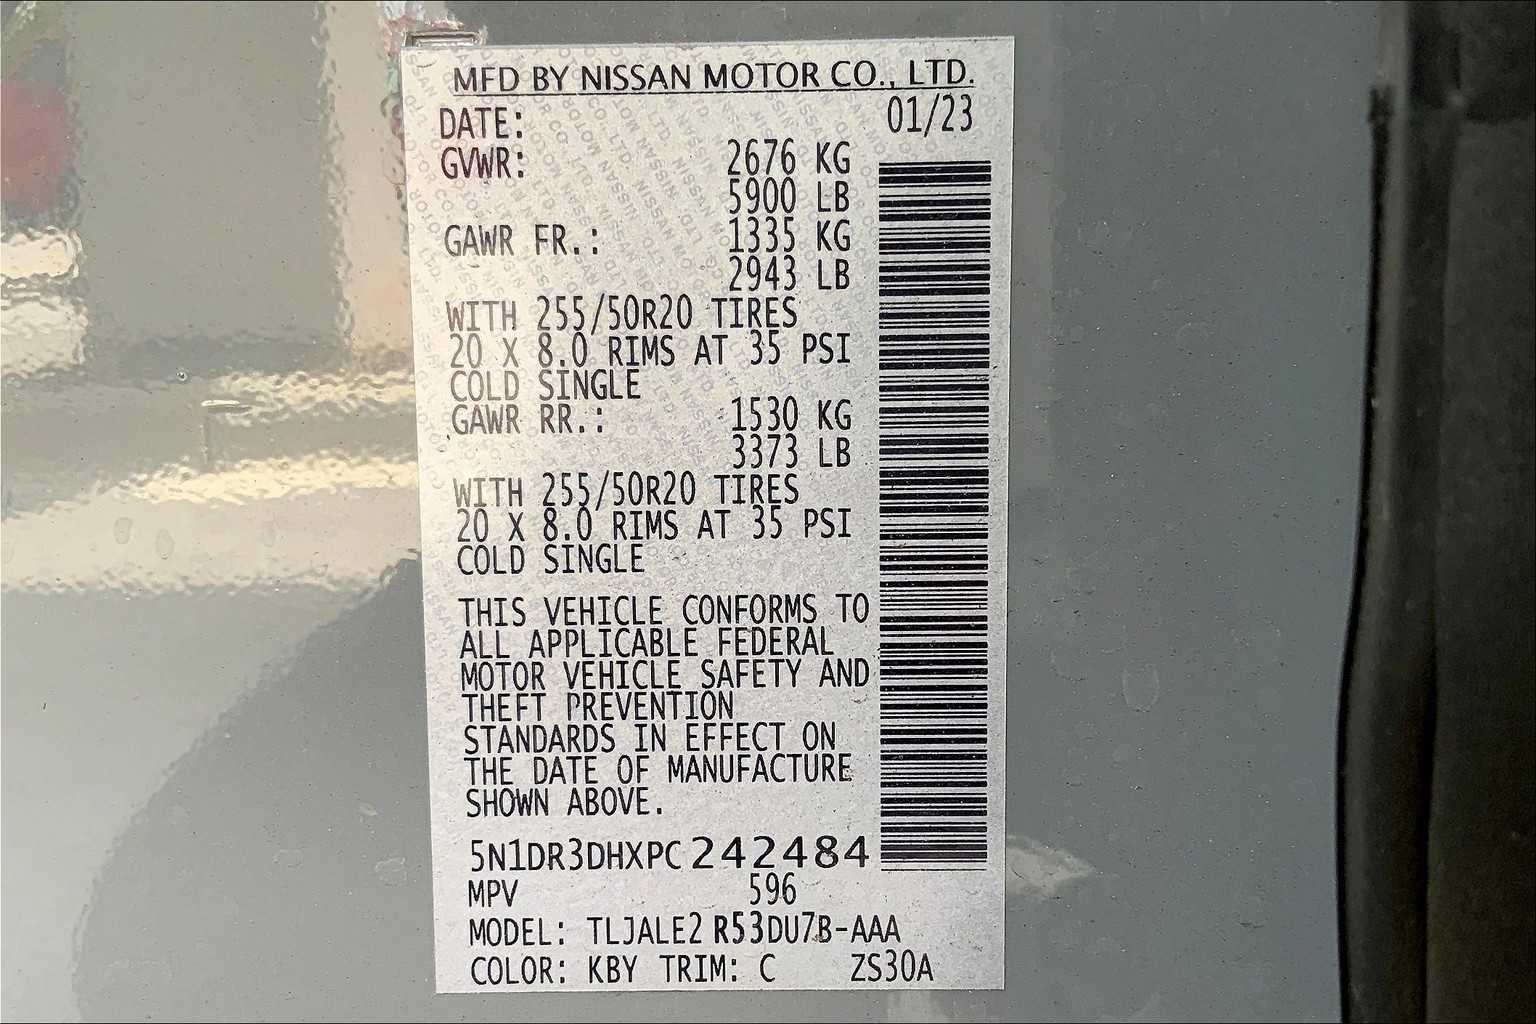 MFD BY NISSAN MOTOR CO., LTD.
DATE: 01/23
GVWR: 2676 KG
5900 LB
GAWR FR.: 1335 KG
2943 LB
WITH 255/50R20 TIRES
20 X 8.0 RIMS AT 35 PSI
COLD SINGLE
GAWR RR.: 1530 KG
3373 LB
WITH 255/50R20 TIRES
20 X 8.0 RIMS AT 35 PSI
COLD SINGLE
THIS VEHICLE CONFORMS TO
ALL APPLICABLE FEDERAL
MOTOR VEHICLE SAFETY AND
THEFT PREVENTION
STANDARDS IN EFFECT ON
THE DATE OF MANUFACTURE
SHOWN ABOVE.
5N1DR3DHXPC242484
MPV 596
MODEL: TLJALE2 R53DU7B-AAA
COLOR: KBY TRIM: C ZS30A